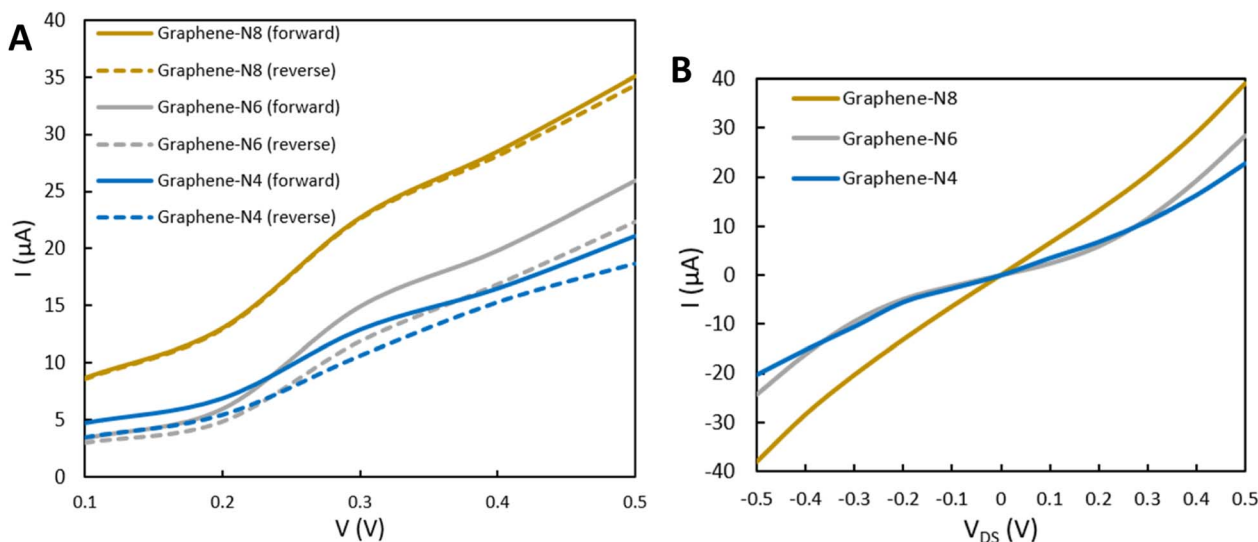 A
40
35
30
25
20
15
10
5
0
I (µA)
Graphene-N8 (forward)
Graphene-N8 (reverse)
Graphene-N6 (forward)
Graphene-N6 (reverse)
Graphene-N4 (forward)
Graphene-N4 (reverse)
0.1 0.2 0.3 0.4 0.5
V (V)
B
40
30
20
10
0
-10
-20
-30
-40
I (µA)
Graphene-N8
Graphene-N6
Graphene-N4
-0.5 -0.4 -0.3 -0.2 -0.1 0 0.1 0.2 0.3 0.4 0.5
V_DS (V)